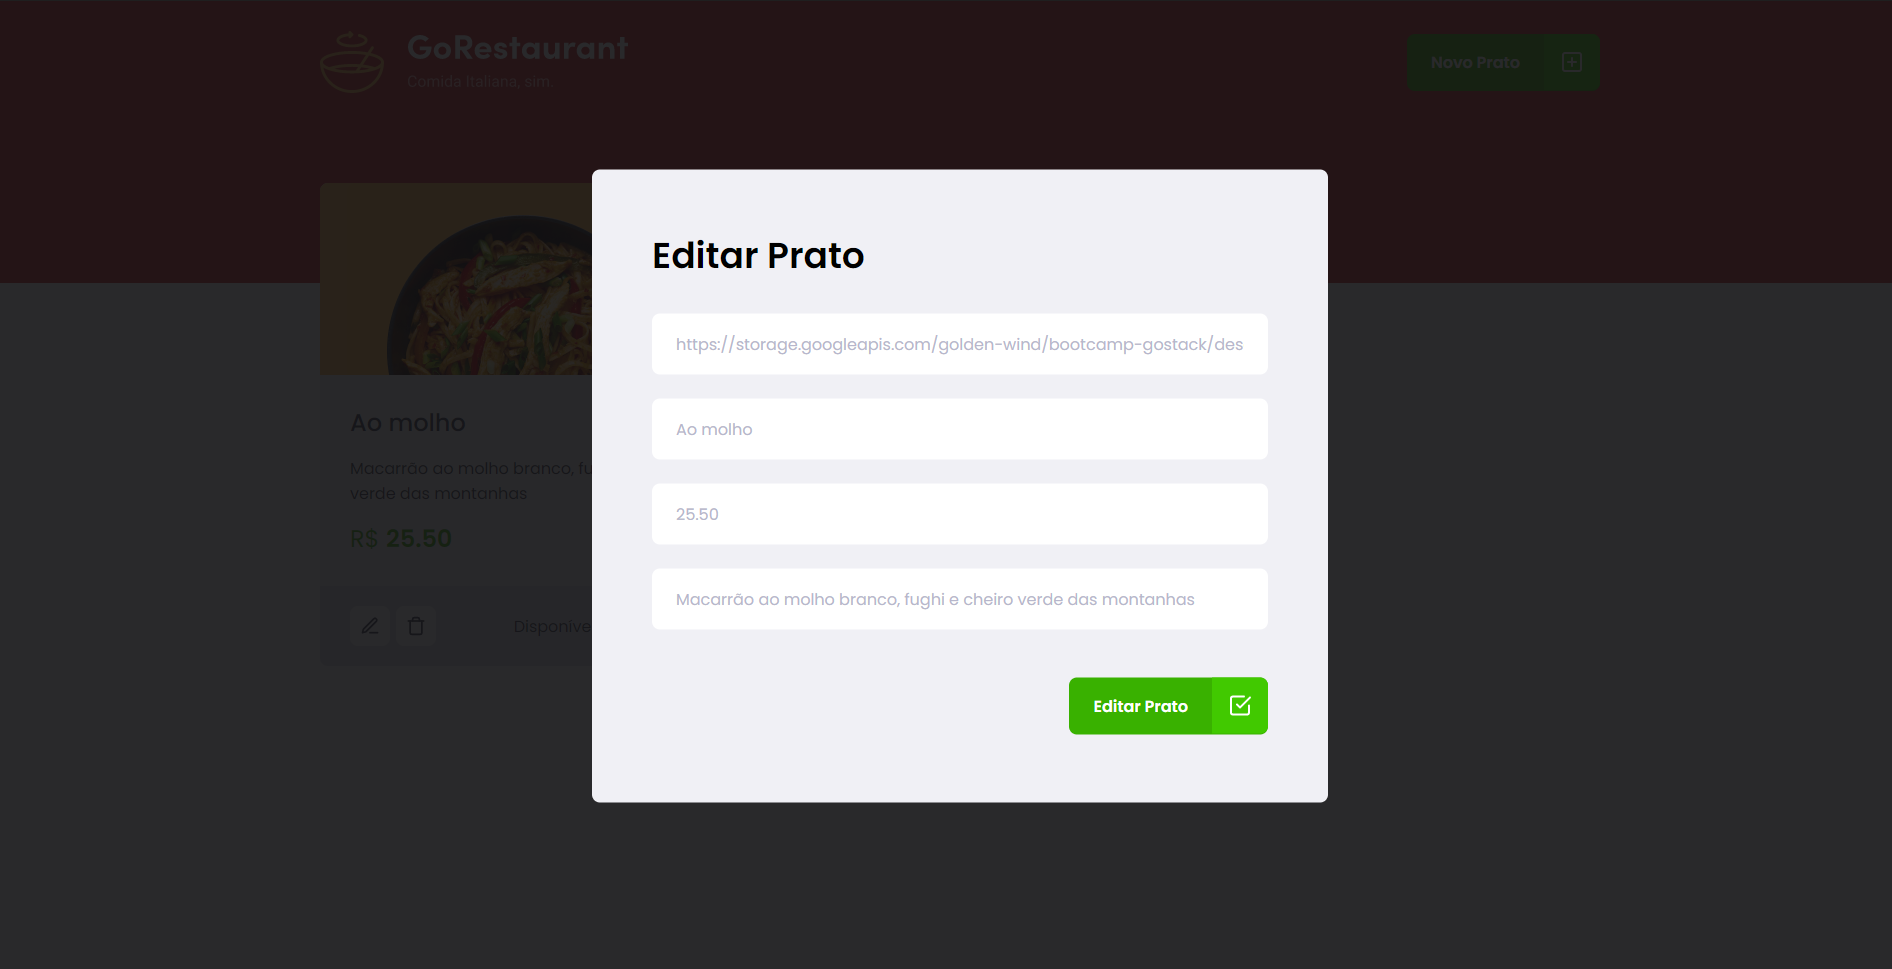 GoRestaurant
Comida Italiana, sim
Novo Prato
Ao molho
Macarrão ao molho branco, fu
verde das montanhas
R$ 25.50
Disponive
Editar Prato
https://storage.googleapis.com/golden-wind/bootcamp-gostack/des
Ao molho
25.50
Macarrão ao molho branco, fughi e cheiro verde das montanhas
Editar Prato